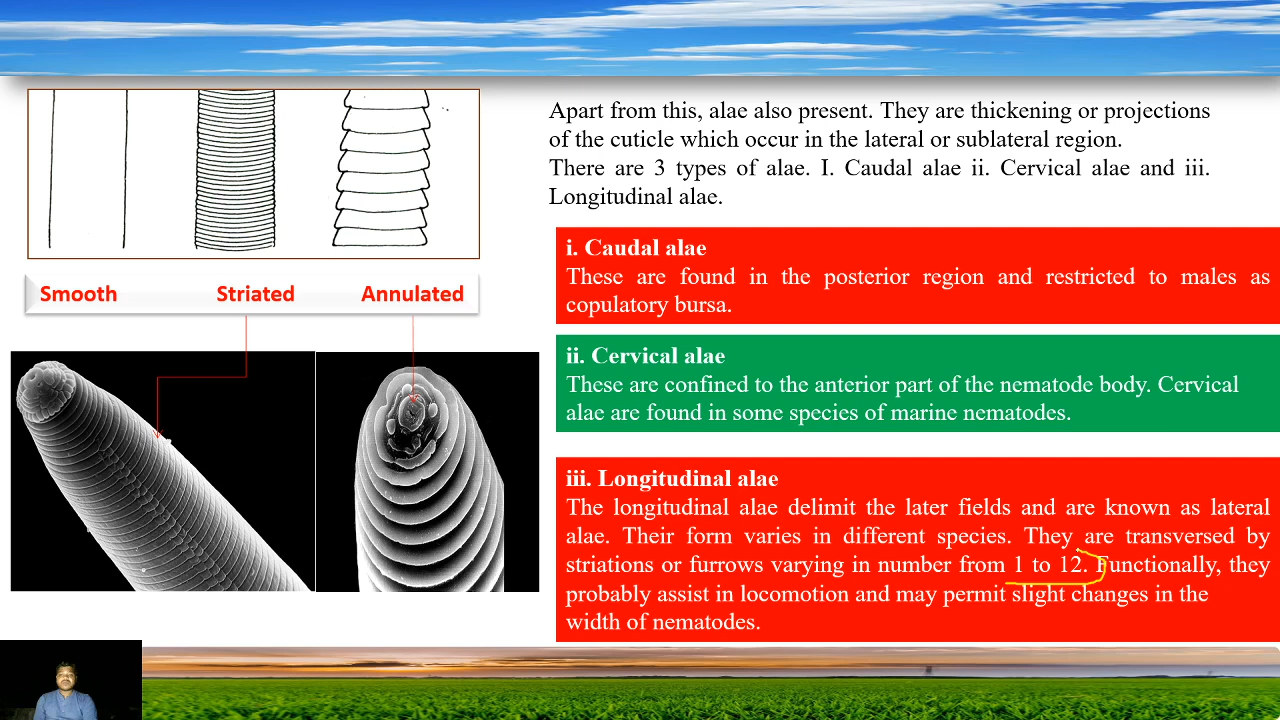 Apart from this, alae also present. They are thickening or projections
of the cuticle which occur in the lateral or sublateral region.
There are 3 types of alae. I. Caudal alae ii. Cervical alae and iii.
Longitudinal alae.
Smooth Striated Annulated
i. Caudal alae
These are found in the posterior region and restricted to males as
copulatory bursa.
ii. Cervical alae
These are confined to the anterior part of the nematode body. Cervical
alae are found in some species of marine nematodes.
iii. Longitudinal alae
The longitudinal alae delimit the later fields and are known as lateral
alae. Their form varies in different species. They are transversed by
striations or furrows varying in number from 1 to 12. Functionally, they
probably assist in locomotion and may permit slight changes in the
width of nematodes.